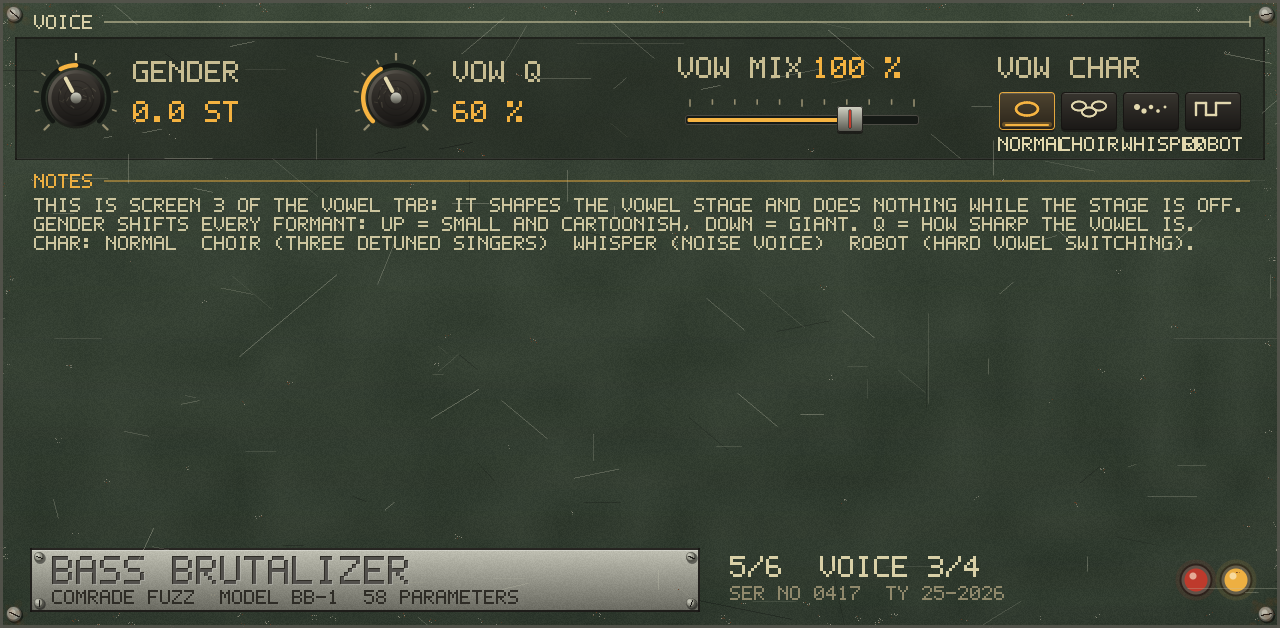 VOICE
GENDER
0.0 ST
VOW Q
60 %
VOW MIX 100 %
VOW CHAR
NORMAL CHOIR WHISPER ROBOT
NOTES
THIS IS SCREEN 3 OF THE VOWEL TAB: IT SHAPES THE VOWEL STAGE AND DOES NOTHING WHILE THE STAGE IS OFF.
GENDER SHIFTS EVERY FORMANT: UP = SMALL AND CARTOONISH, DOWN = GIANT. Q = HOW SHARP THE VOWEL IS.
CHAR: NORMAL  CHOIR (THREE DETUNED SINGERS)  WHISPER (NOISE VOICE)  ROBOT (HARD VOWEL SWITCHING).
BASS BRUTALIZER
COMRADE FUZZ  MODEL BB-1  58 PARAMETERS
5/6  VOICE 3/4
SER NO 0417  TY 25-2026